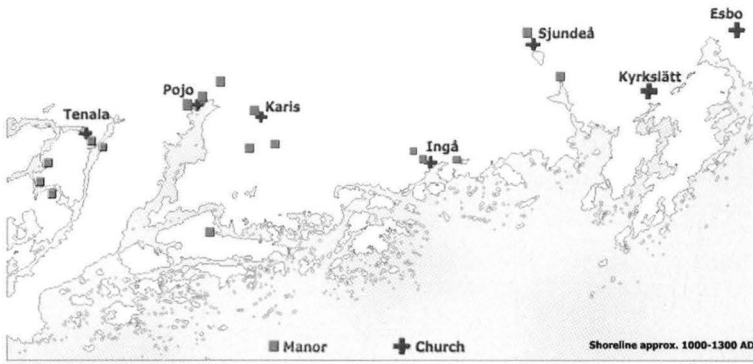 Esbo
Sjundeå
Kyrkslätt
Pojo
Karis
Tenala
Ingå
Manor
Church
Shoreline approx. 1000-1300 AD